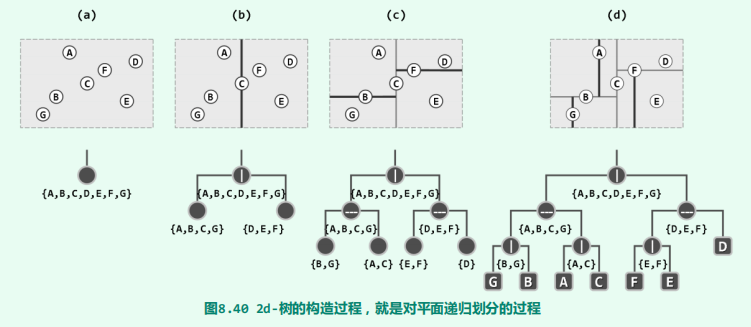 (a) (b) (c) (d)
A A A A
D D D D
F F F F
C C C C
B B B B
E E E E
G G G G
{A,B,C,D,E,F,G} {A,B,C,D,E,F,G} {A,B,C,D,E,F,G} {A,B,C,D,E,F,G}
{A,B,C,G} {D,E,F} {A,B,C,G} {D,E,F} {A,B,C,G} {D,E,F}
{B,G} {A,C} {E,F} {D} {B,G} {A,C} {E,F} D
G B A C F E
图8.40 2d-树的构造过程，就是对平面递归划分的过程